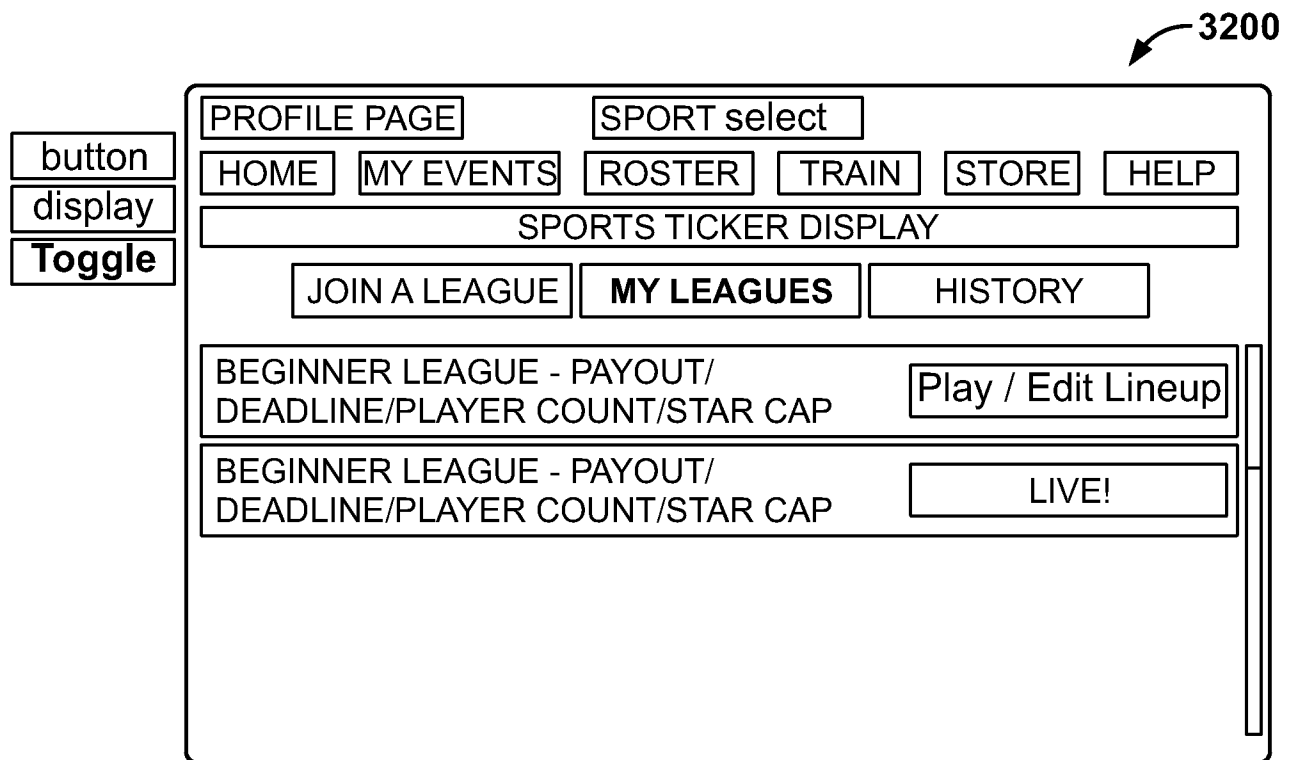 3200
PROFILE PAGE SPORT select
button
display
Toggle
HOME MY EVENTS ROSTER TRAIN STORE HELP
SPORTS TICKER DISPLAY
JOIN A LEAGUE MY LEAGUES HISTORY
BEGINNER LEAGUE - PAYOUT/
DEADLINE/PLAYER COUNT/STAR CAP
Play / Edit Lineup
BEGINNER LEAGUE - PAYOUT/
DEADLINE/PLAYER COUNT/STAR CAP
LIVE!